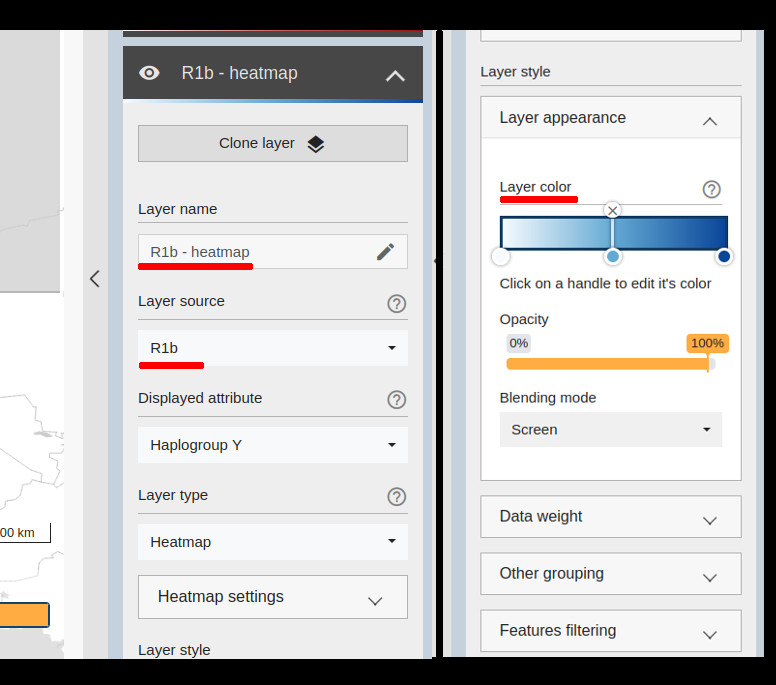 R1b - heatmap
Clone layer
Layer name
R1b - heatmap
Layer source
?
R1b
Displayed attribute
?
Haplogroup Y
Layer type
?
Heatmap
Heatmap settings
Layer style
00 km
Layer style
Layer appearance
Layer color
?
Click on a handle to edit it's color
Opacity
0% 100%
Blending mode
Screen
Data weight
Other grouping
Features filtering